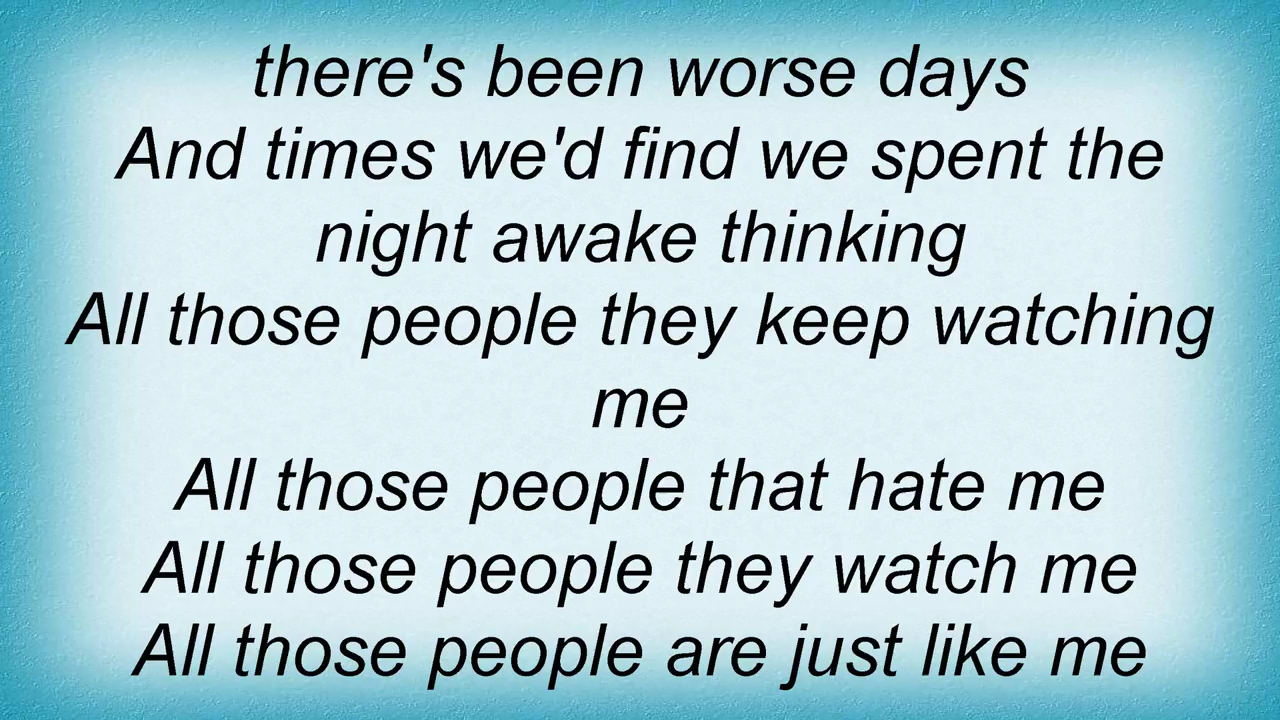 there's been worse days
And times we'd find we spent the
night awake thinking
All those people they keep watching
me
All those people that hate me
All those people they watch me
All those people are just like me